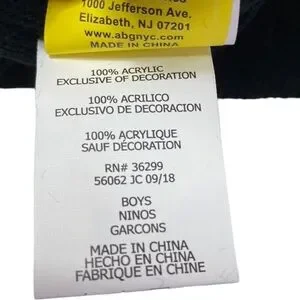 1000 Jefferson Ave.
Elizabeth, NJ 07201
www.abgnyc.com
MADE IN CHINA
100% ACRYLIC
EXCLUSIVE OF DECORATION
100% ACRILICO
EXCLUSIVO DE DECORACION
100% ACRYLIQUE
SAUF DÉCORATION
RN# 36299
56062 JC 09/18
BOYS
NINOS
GARCONS
MADE IN CHINA
HECHO EN CHINA
FABRIQUE EN CHINE